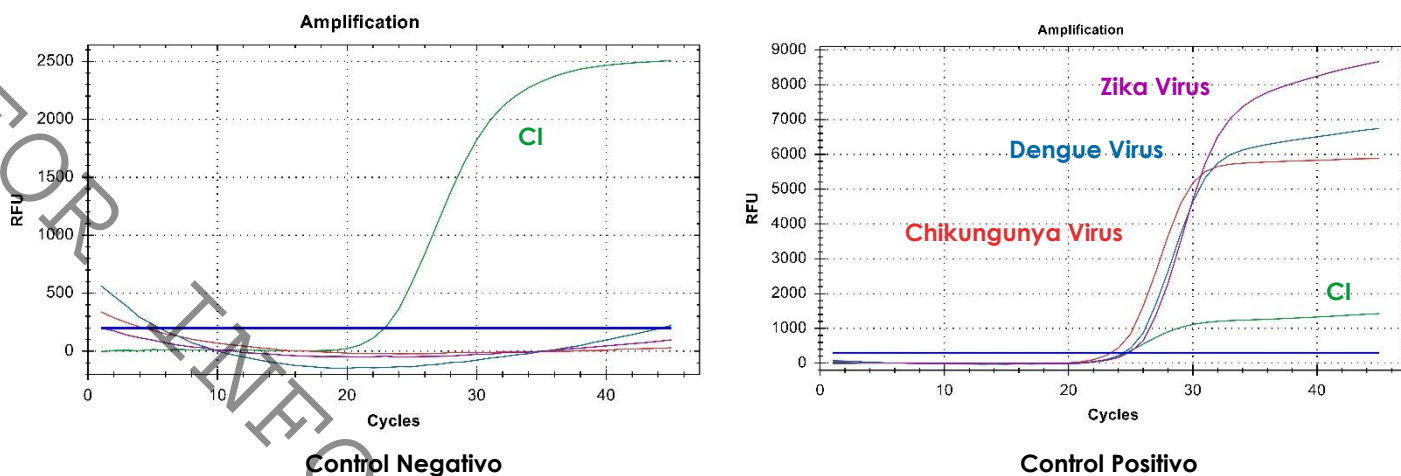 FOR INFO
Amplification
2500
2000
1500
1000
500
0
RFU
CI
0
10
20
30
40
Cycles
Control Negativo
Amplification
9000
8000
7000
6000
5000
4000
3000
2000
1000
0
RFU
Zika Virus
Dengue Virus
Chikungunya Virus
CI
0
10
20
30
40
Cycles
Control Positivo